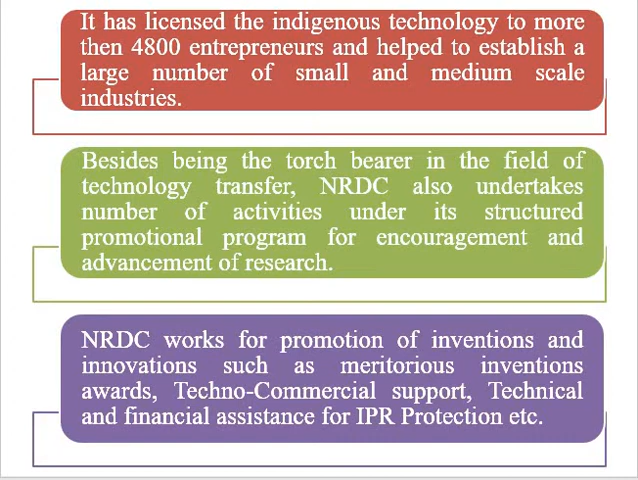 It has licensed the indigenous technology to more
then 4800 entrepreneurs and helped to establish a
large number of small and medium scale
industries.
Besides being the torch bearer in the field of
technology transfer, NRDC also undertakes
number of activities under its structured
promotional program for encouragement and
advancement of research.
NRDC works for promotion of inventions and
innovations such as meritorious inventions
awards, Techno-Commercial support, Technical
and financial assistance for IPR Protection etc.